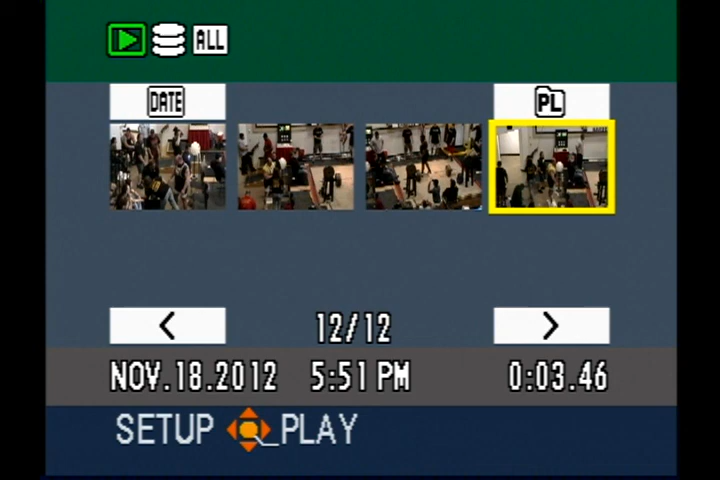 ALL
DATE PL
< 12/12 >
NOV.18.2012 5:51 PM 0:03.46
SETUP PLAY